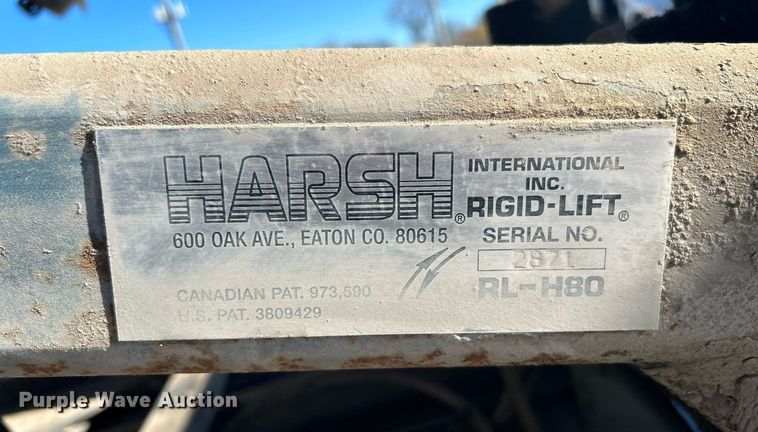 HARSH® INTERNATIONAL
INC.
RIGID-LIFT®
600 OAK AVE., EATON CO. 80615
SERIAL NO.
2871
RL-H80
CANADIAN PAT. 973,590
U.S. PAT. 3809429
Purple Wave Auction